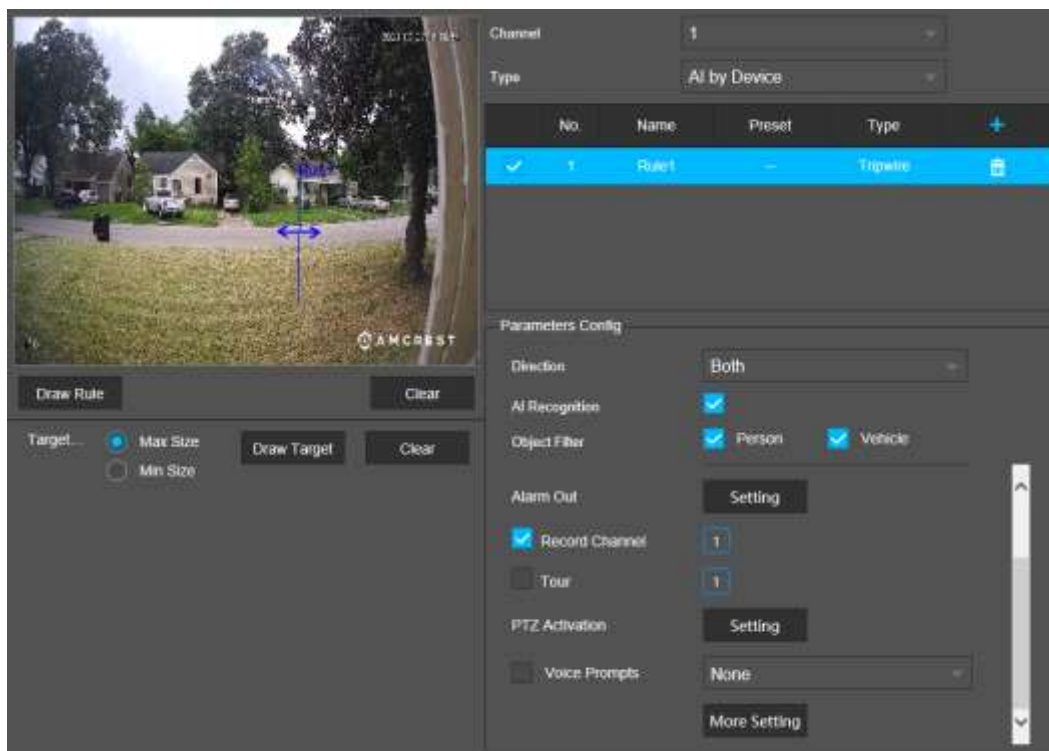 Channel 1
Type AI by Device
No. Name Preset Type +
1 Rule1 -- Tripwire
Rule1
AMCREST
Draw Rule Clear
Target... Max Size Draw Target Clear
Min Size
Parameters Config
Direction Both
AI Recognition
Object Filter Person Vehicle
Alarm Out Setting
Record Channel 1
Tour 1
PTZ Activation Setting
Voice Prompts None
More Setting